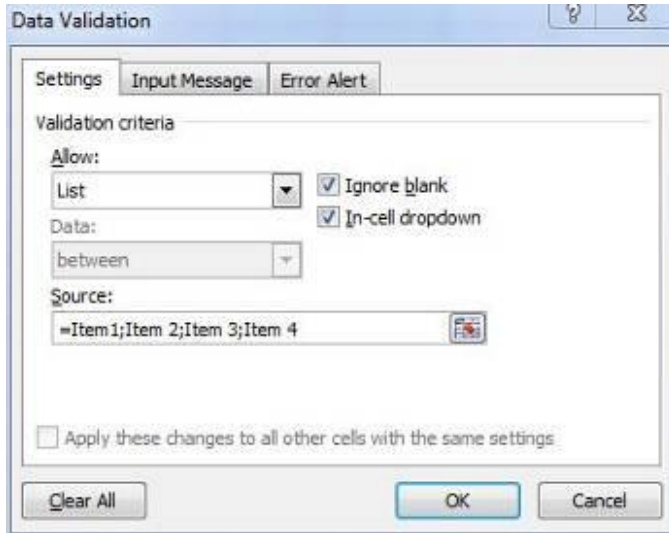 Data Validation
Settings Input Message Error Alert
Validation criteria
Allow:
List
Ignore blank
In-cell dropdown
Data:
between
Source:
=Item1;Item 2;Item 3;Item 4
Apply these changes to all other cells with the same settings
Clear All OK Cancel